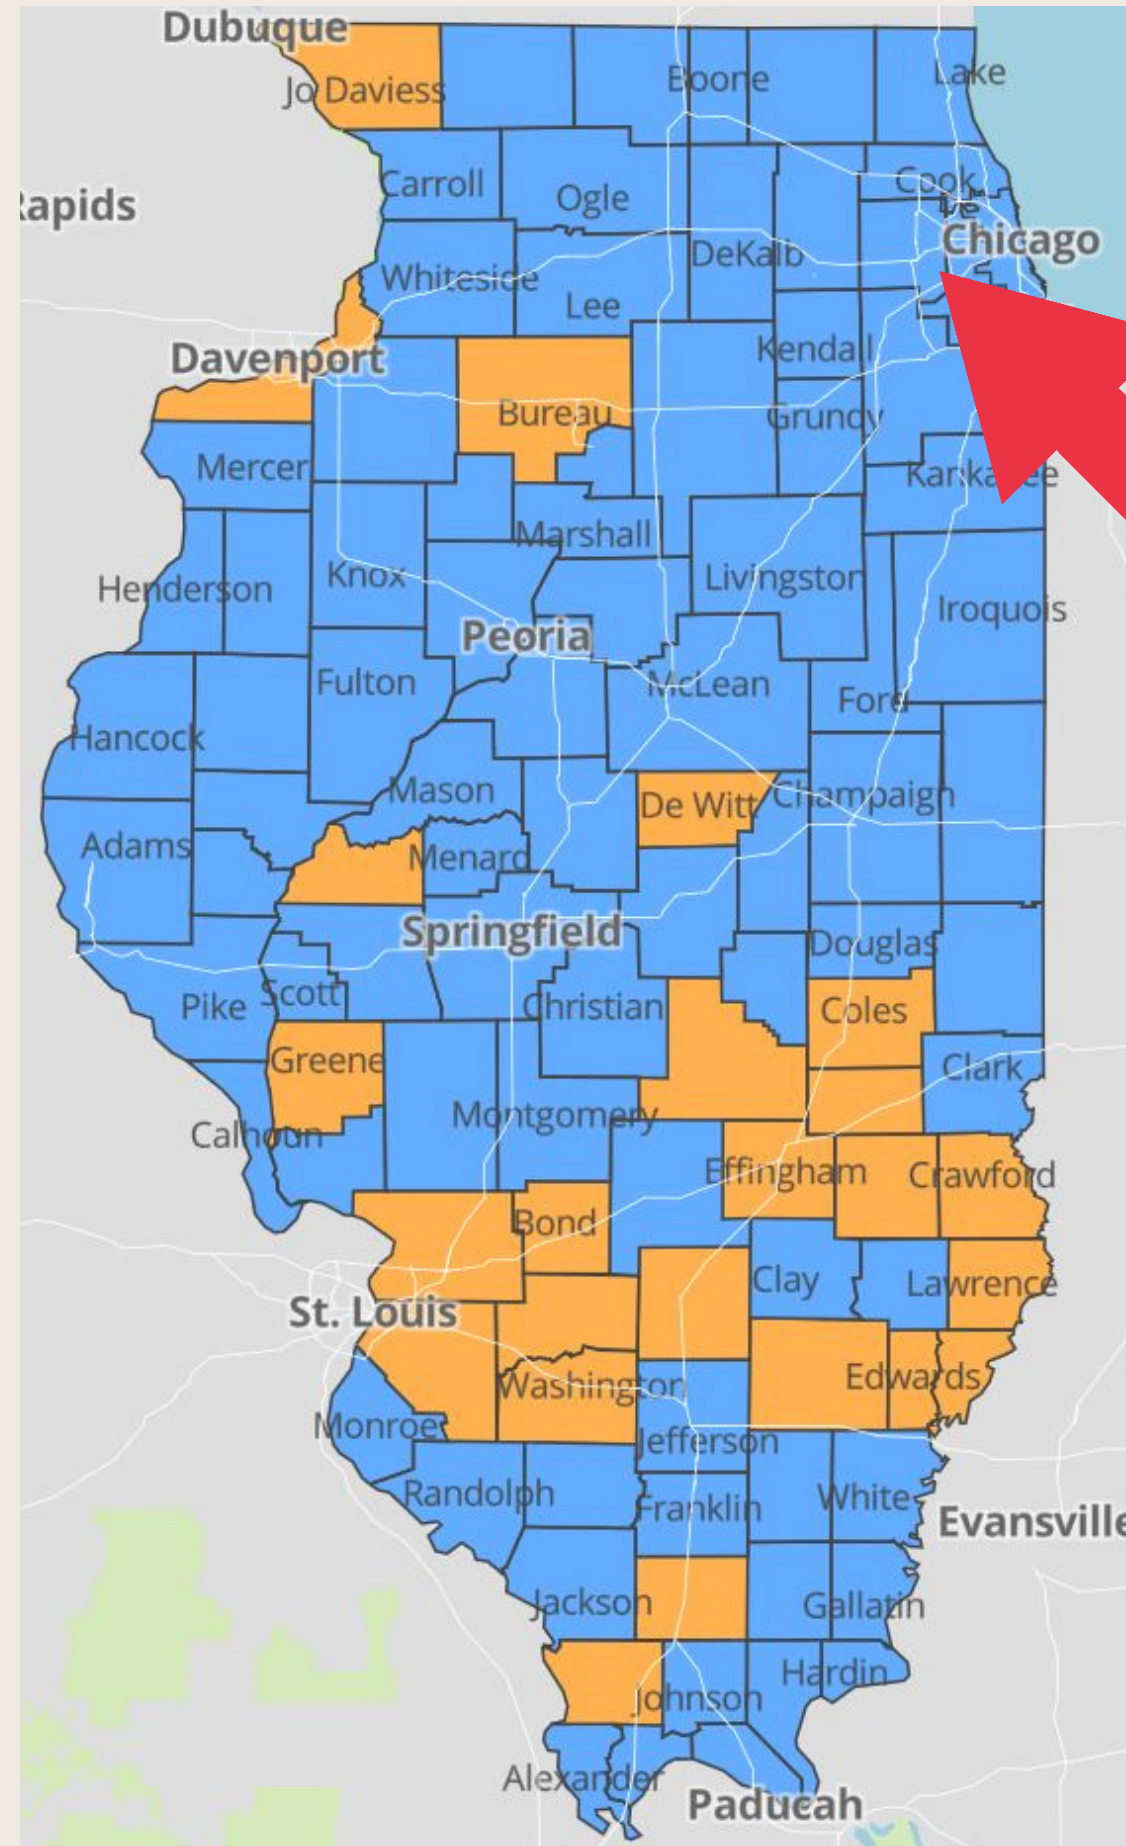 Dubuque
Jo Daviess
Boone
Lake
Carroll
Ogle
Cook
Rapids
DeKalb
Chicago
Whiteside
Lee
Kendall
Davenport
Bureau
Grundy
Mercer
Kankakee
Marshall
Henderson
Knox
Livingston
Iroquois
Peoria
Fulton
McLean
Ford
Hancock
Mason
De Witt
Champaign
Adams
Menard
Springfield
Douglas
Pike
Scott
Christian
Coles
Greene
Clark
Montgomery
Calhoun
Effingham
Crawford
Bond
Clay
Lawrence
St. Louis
Washington
Edwards
Monroe
Jefferson
Randolph
Franklin
White
Evansville
Jackson
Gallatin
Hardin
Johnson
Alexander
Paducah